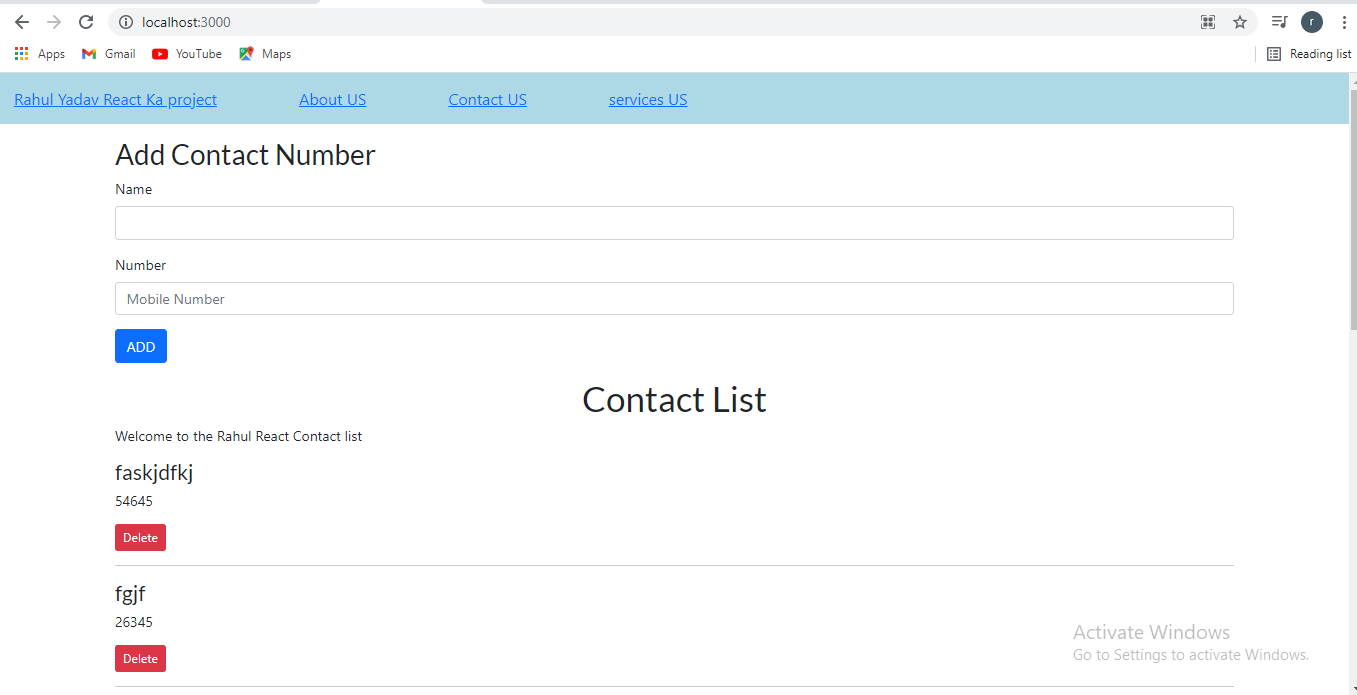 localhost:3000
r
Apps Gmail YouTube Maps Reading list
Rahul Yadav React Ka project About US Contact US services US
Add Contact Number
Name
Number
Mobile Number
ADD
Contact List
Welcome to the Rahul React Contact list
faskjdfkj
54645
Delete
fgjf
26345
Delete
Activate Windows
Go to Settings to activate Windows.